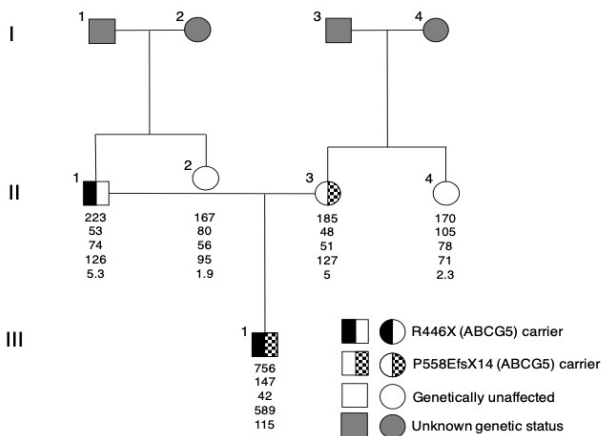 I
1
2
3
4
II
1
2
3
4
223 167 185 170
53 80 48 105
74 56 51 78
126 95 127 71
5.3 1.9 5 2.3
III
1
756
147
42
589
115
R446X (ABCG5) carrier
P558EfsX14 (ABCG5) carrier
Genetically unaffected
Unknown genetic status